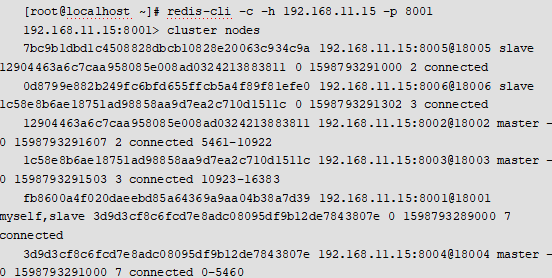 [root@localhost ~]# redis-cli -c -h 192.168.11.15 -p 8001
192.168.11.15:8001> cluster nodes
7bc9b1dbd1c4508828dbcb10828e20063c934c9a 192.168.11.15:8005@18005 slave
12904463a6c7caa958085e008ad0324213883811 0 1598793291000 2 connected
0d8799e882b249fc6bfd655ffcb5a4f89f81efe0 192.168.11.15:8006@18006 slave
1c58e8b6ae18751ad98858aa9d7ea2c710d1511c 0 1598793291302 3 connected
12904463a6c7caa958085e008ad0324213883811 192.168.11.15:8002@18002 master -
0 1598793291607 2 connected 5461-10922
1c58e8b6ae18751ad98858aa9d7ea2c710d1511c 192.168.11.15:8003@18003 master -
0 1598793291503 3 connected 10923-16383
fb8600a4f020daeebd85a64369a9aa04b38a7d39 192.168.11.15:8001@18001
myself,slave 3d9d3cf8c6fcd7e8adc08095df9b12de7843807e 0 1598793289000 7
connected
3d9d3cf8c6fcd7e8adc08095df9b12de7843807e 192.168.11.15:8004@18004 master -
0 1598793291000 7 connected 0-5460